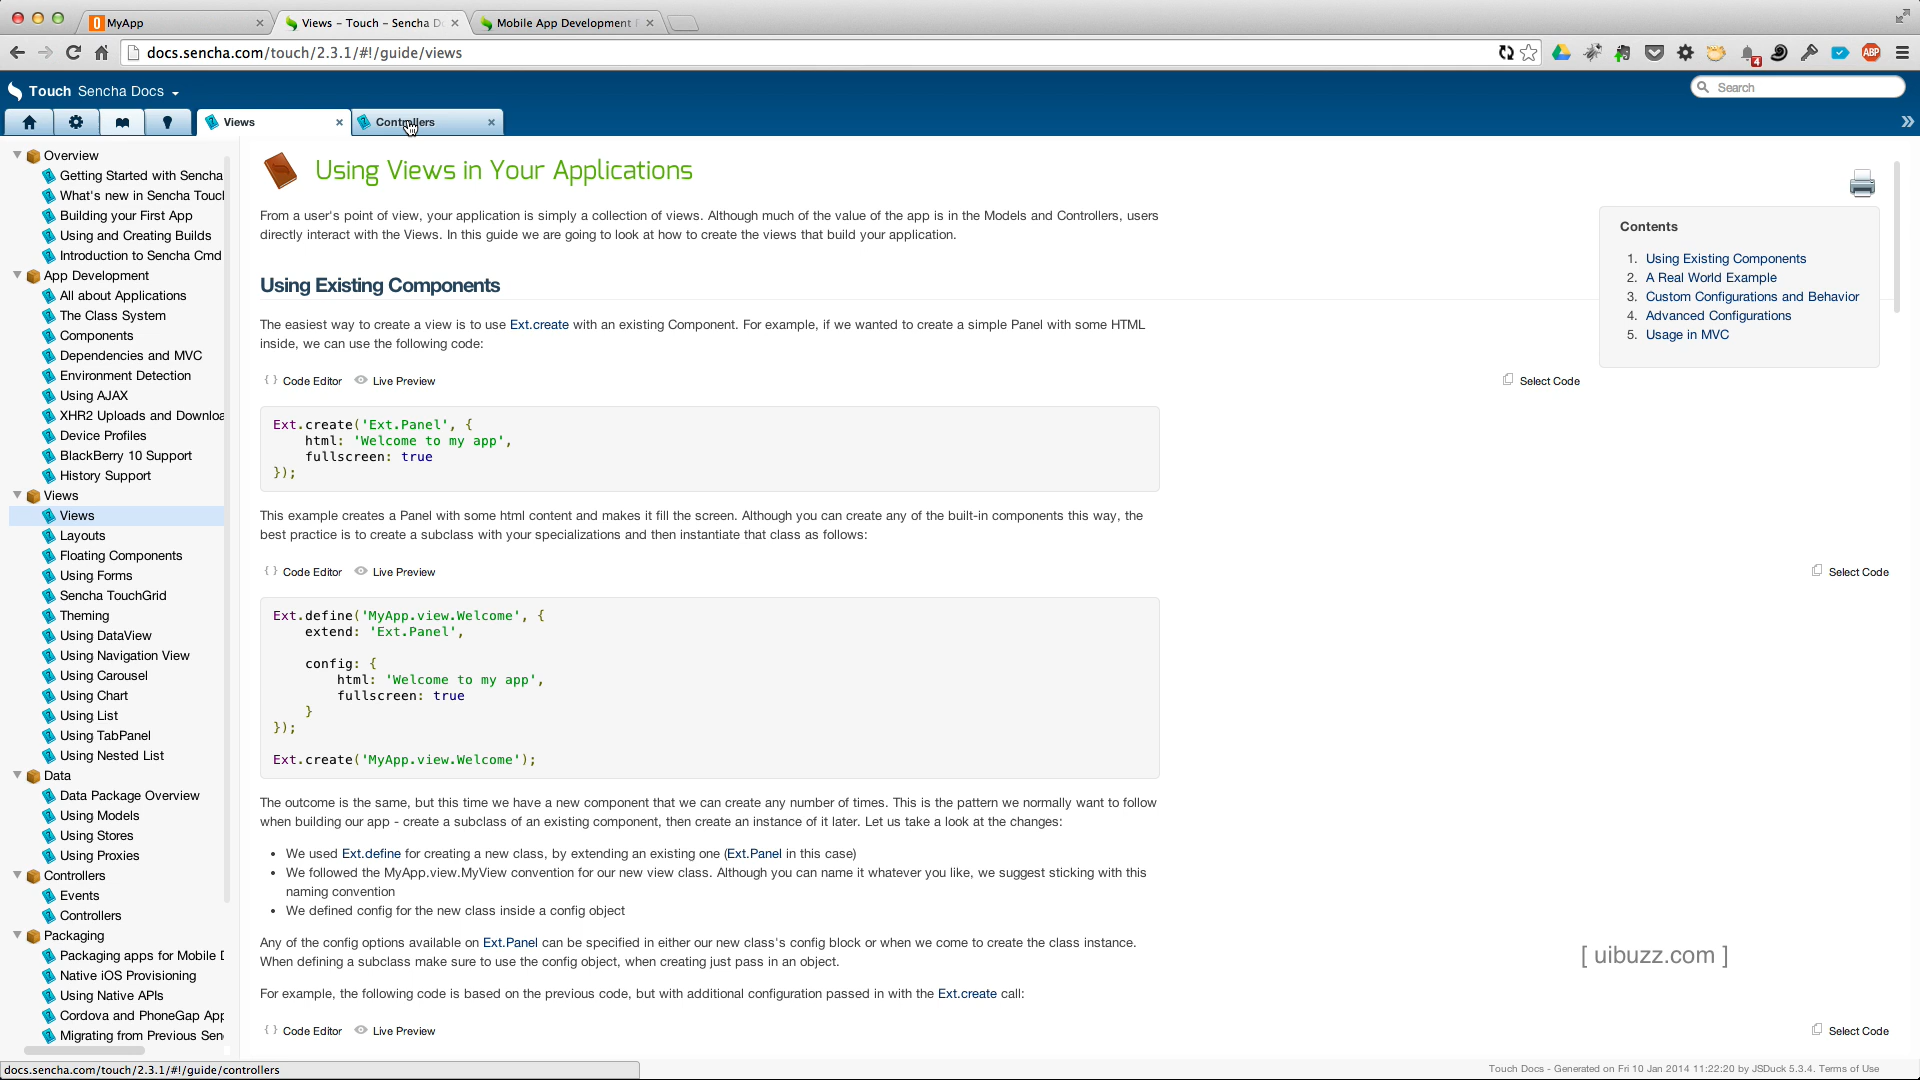 MyApp
Views - Touch - Sencha D
Mobile App Development
docs.sencha.com/touch/2.3.1/#!/guide/views
4
ABP
Touch Sencha Docs
Search
Views
Controllers
Overview
Getting Started with Sencha
What's new in Sencha Touch
Building your First App
Using and Creating Builds
Introduction to Sencha Cmd
App Development
All about Applications
The Class System
Components
Dependencies and MVC
Environment Detection
Using AJAX
XHR2 Uploads and Downloa
Device Profiles
BlackBerry 10 Support
History Support
Views
Views
Layouts
Floating Components
Using Forms
Sencha TouchGrid
Theming
Using DataView
Using Navigation View
Using Carousel
Using Chart
Using List
Using TabPanel
Using Nested List
Data
Data Package Overview
Using Models
Using Stores
Using Proxies
Controllers
Events
Controllers
Packaging
Packaging apps for Mobile D
Native iOS Provisioning
Using Native APIs
Cordova and PhoneGap App
Migrating from Previous Sen
Using Views in Your Applications
From a user's point of view, your application is simply a collection of views. Although much of the value of the app is in the Models and Controllers, users
directly interact with the Views. In this guide we are going to look at how to create the views that build your application.
Contents
1. Using Existing Components
2. A Real World Example
3. Custom Configurations and Behavior
4. Advanced Configurations
5. Usage in MVC
Using Existing Components
The easiest way to create a view is to use Ext.create with an existing Component. For example, if we wanted to create a simple Panel with some HTML
inside, we can use the following code:
Code Editor Live Preview Select Code
Ext.create('Ext.Panel', {
html: 'Welcome to my app',
fullscreen: true
});
This example creates a Panel with some html content and makes it fill the screen. Although you can create any of the built-in components this way, the
best practice is to create a subclass with your specializations and then instantiate that class as follows:
Code Editor Live Preview Select Code
Ext.define('MyApp.view.Welcome', {
extend: 'Ext.Panel',
config: {
html: 'Welcome to my app',
fullscreen: true
}
});
Ext.create('MyApp.view.Welcome');
The outcome is the same, but this time we have a new component that we can create any number of times. This is the pattern we normally want to follow
when building our app - create a subclass of an existing component, then create an instance of it later. Let us take a look at the changes:
• We used Ext.define for creating a new class, by extending an existing one (Ext.Panel in this case)
• We followed the MyApp.view.MyView convention for our new view class. Although you can name it whatever you like, we suggest sticking with this
naming convention
• We defined config for the new class inside a config object
Any of the config options available on Ext.Panel can be specified in either our new class's config block or when we come to create the class instance.
When defining a subclass make sure to use the config object, when creating just pass in an object.
For example, the following code is based on the previous code, but with additional configuration passed in with the Ext.create call:
Code Editor Live Preview Select Code
[ uibuzz.com ]
docs.sencha.com/touch/2.3.1/#!/guide/controllers
Touch Docs - Generated on Fri 10 Jan 2014 11:22:20 by JSDuck 5.3.4. Terms of Use